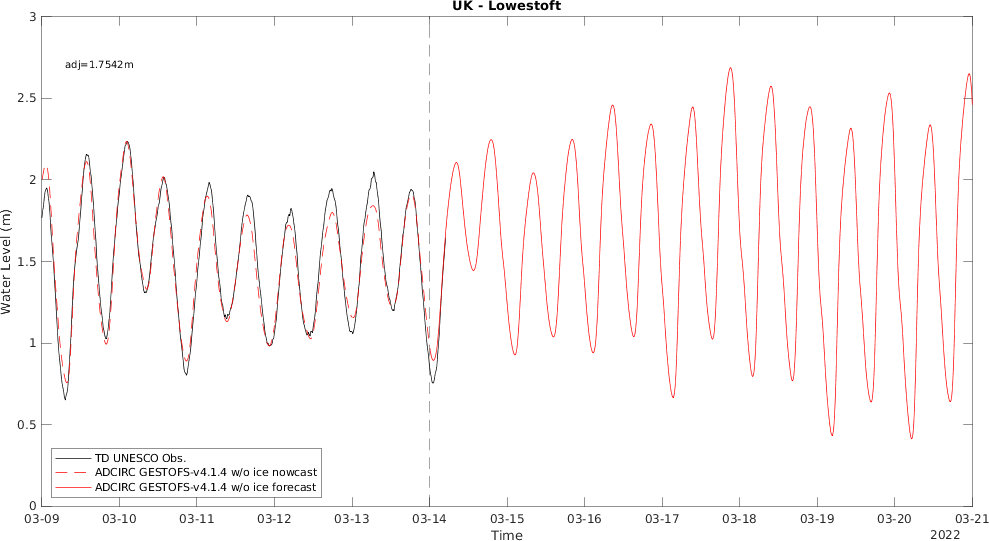 UK - Lowestoft
3
2.5
2
1.5
1
0.5
0
Water Level (m)
adj=1.7542m
TD UNESCO Obs.
ADCIRC GESTOFS-v4.1.4 w/o ice nowcast
ADCIRC GESTOFS-v4.1.4 w/o ice forecast
03-09 03-10 03-11 03-12 03-13 03-14 03-15 03-16 03-17 03-18 03-19 03-20 03-21
Time
2022